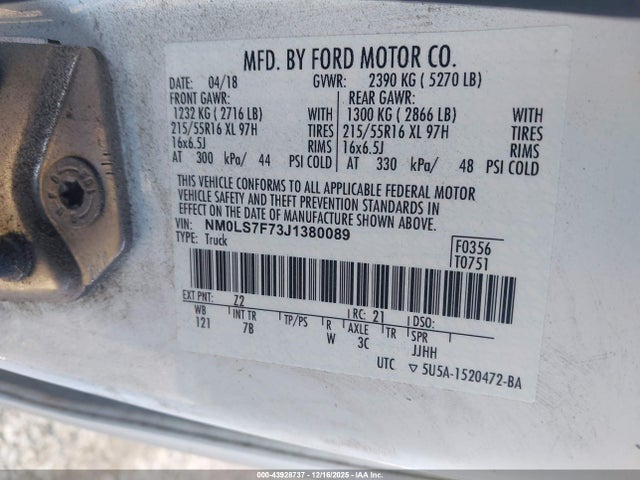 MFD. BY FORD MOTOR CO.
DATE: 04/18 GVWR: 2390 KG ( 5270 LB)
FRONT GAWR: REAR GAWR:
1232 KG ( 2716 LB) WITH 1300 KG ( 2866 LB) WITH
215/55R16 XL 97H TIRES 215/55R16 XL 97H TIRES
16x6.5J RIMS 16x6.5J RIMS
AT 300 kPa/ 44 PSI COLD AT 330 kPa/ 48 PSI COLD
THIS VEHICLE CONFORMS TO ALL APPLICABLE FEDERAL MOTOR
VEHICLE SAFETY AND THEFT PREVENTION STANDARDS IN
EFFECT ON THE DATE OF MANUFACTURE SHOWN ABOVE.
VIN: NM0LS7F73J1380089
TYPE: Truck
F0356
T0751
EXT PNT: Z2 RC: 21 DSO:
WB INT TR TP/PS R AXLE TR SPR
121 7B W 3C JJHH
UTC ▽ 5U5A-1520472-BA
000-43928737 - 12/16/2025 - IAA Inc.